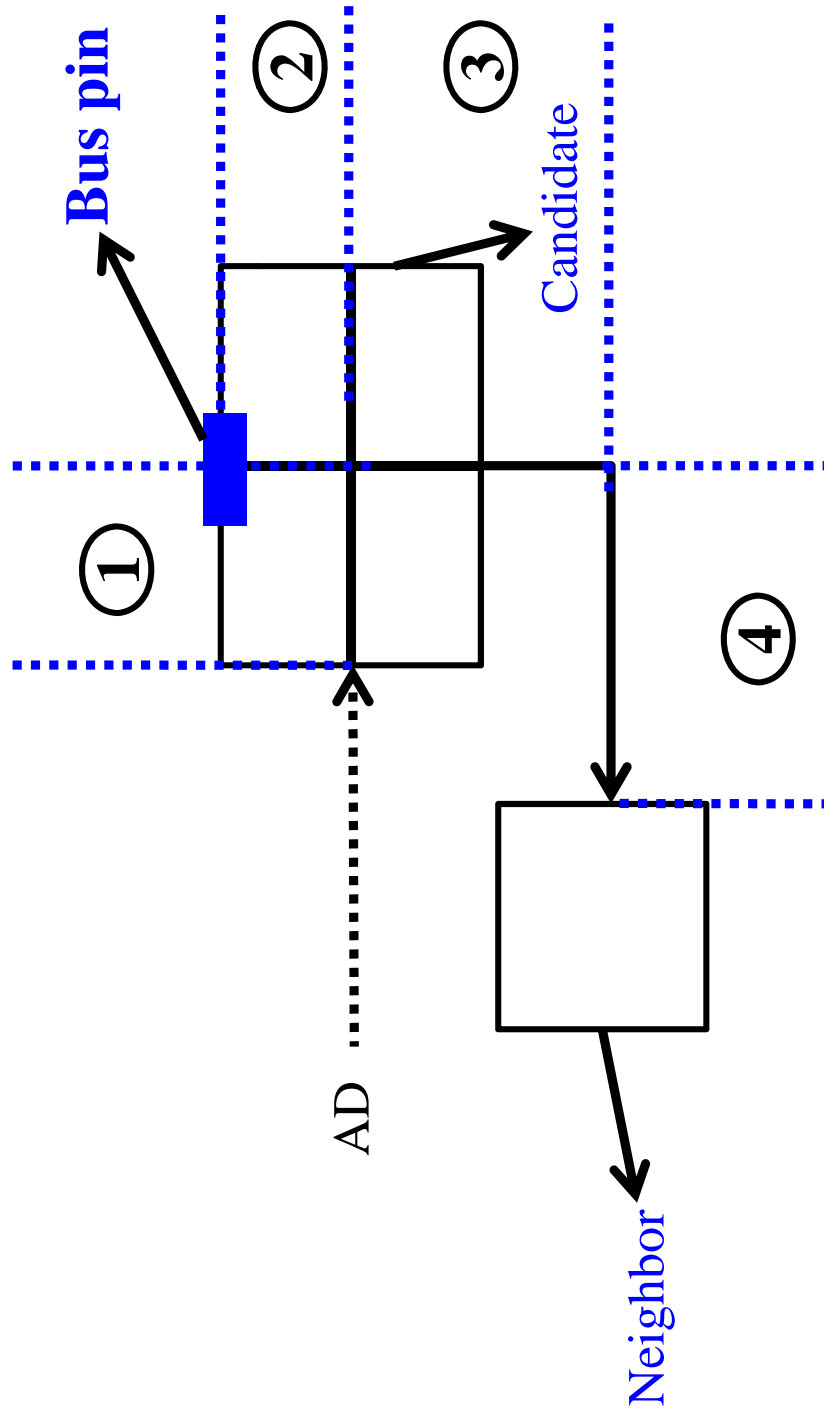 Bus pin
①
②
③
Candidate
AD
④
Neighbor